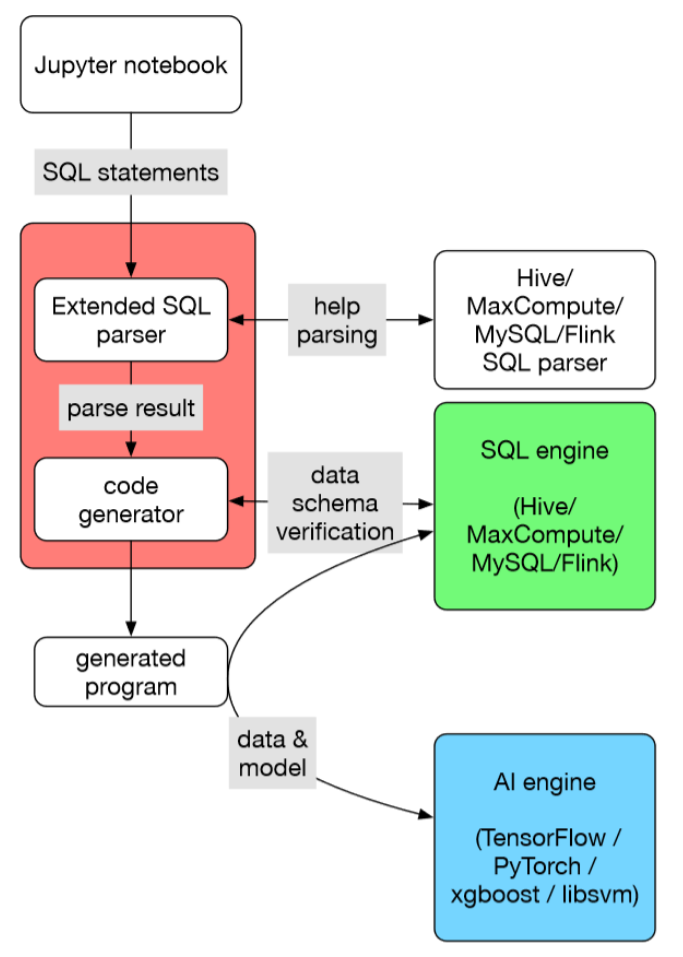 Jupyter notebook
SQL statements
Extended SQL
parser
help
parsing
Hive/
MaxCompute/
MySQL/Flink
SQL parser
parse result
code
generator
data
schema
verification
SQL engine
(Hive/
MaxCompute/
MySQL/Flink)
generated
program
data &
model
AI engine
(TensorFlow /
PyTorch /
xgboost / libsvm)